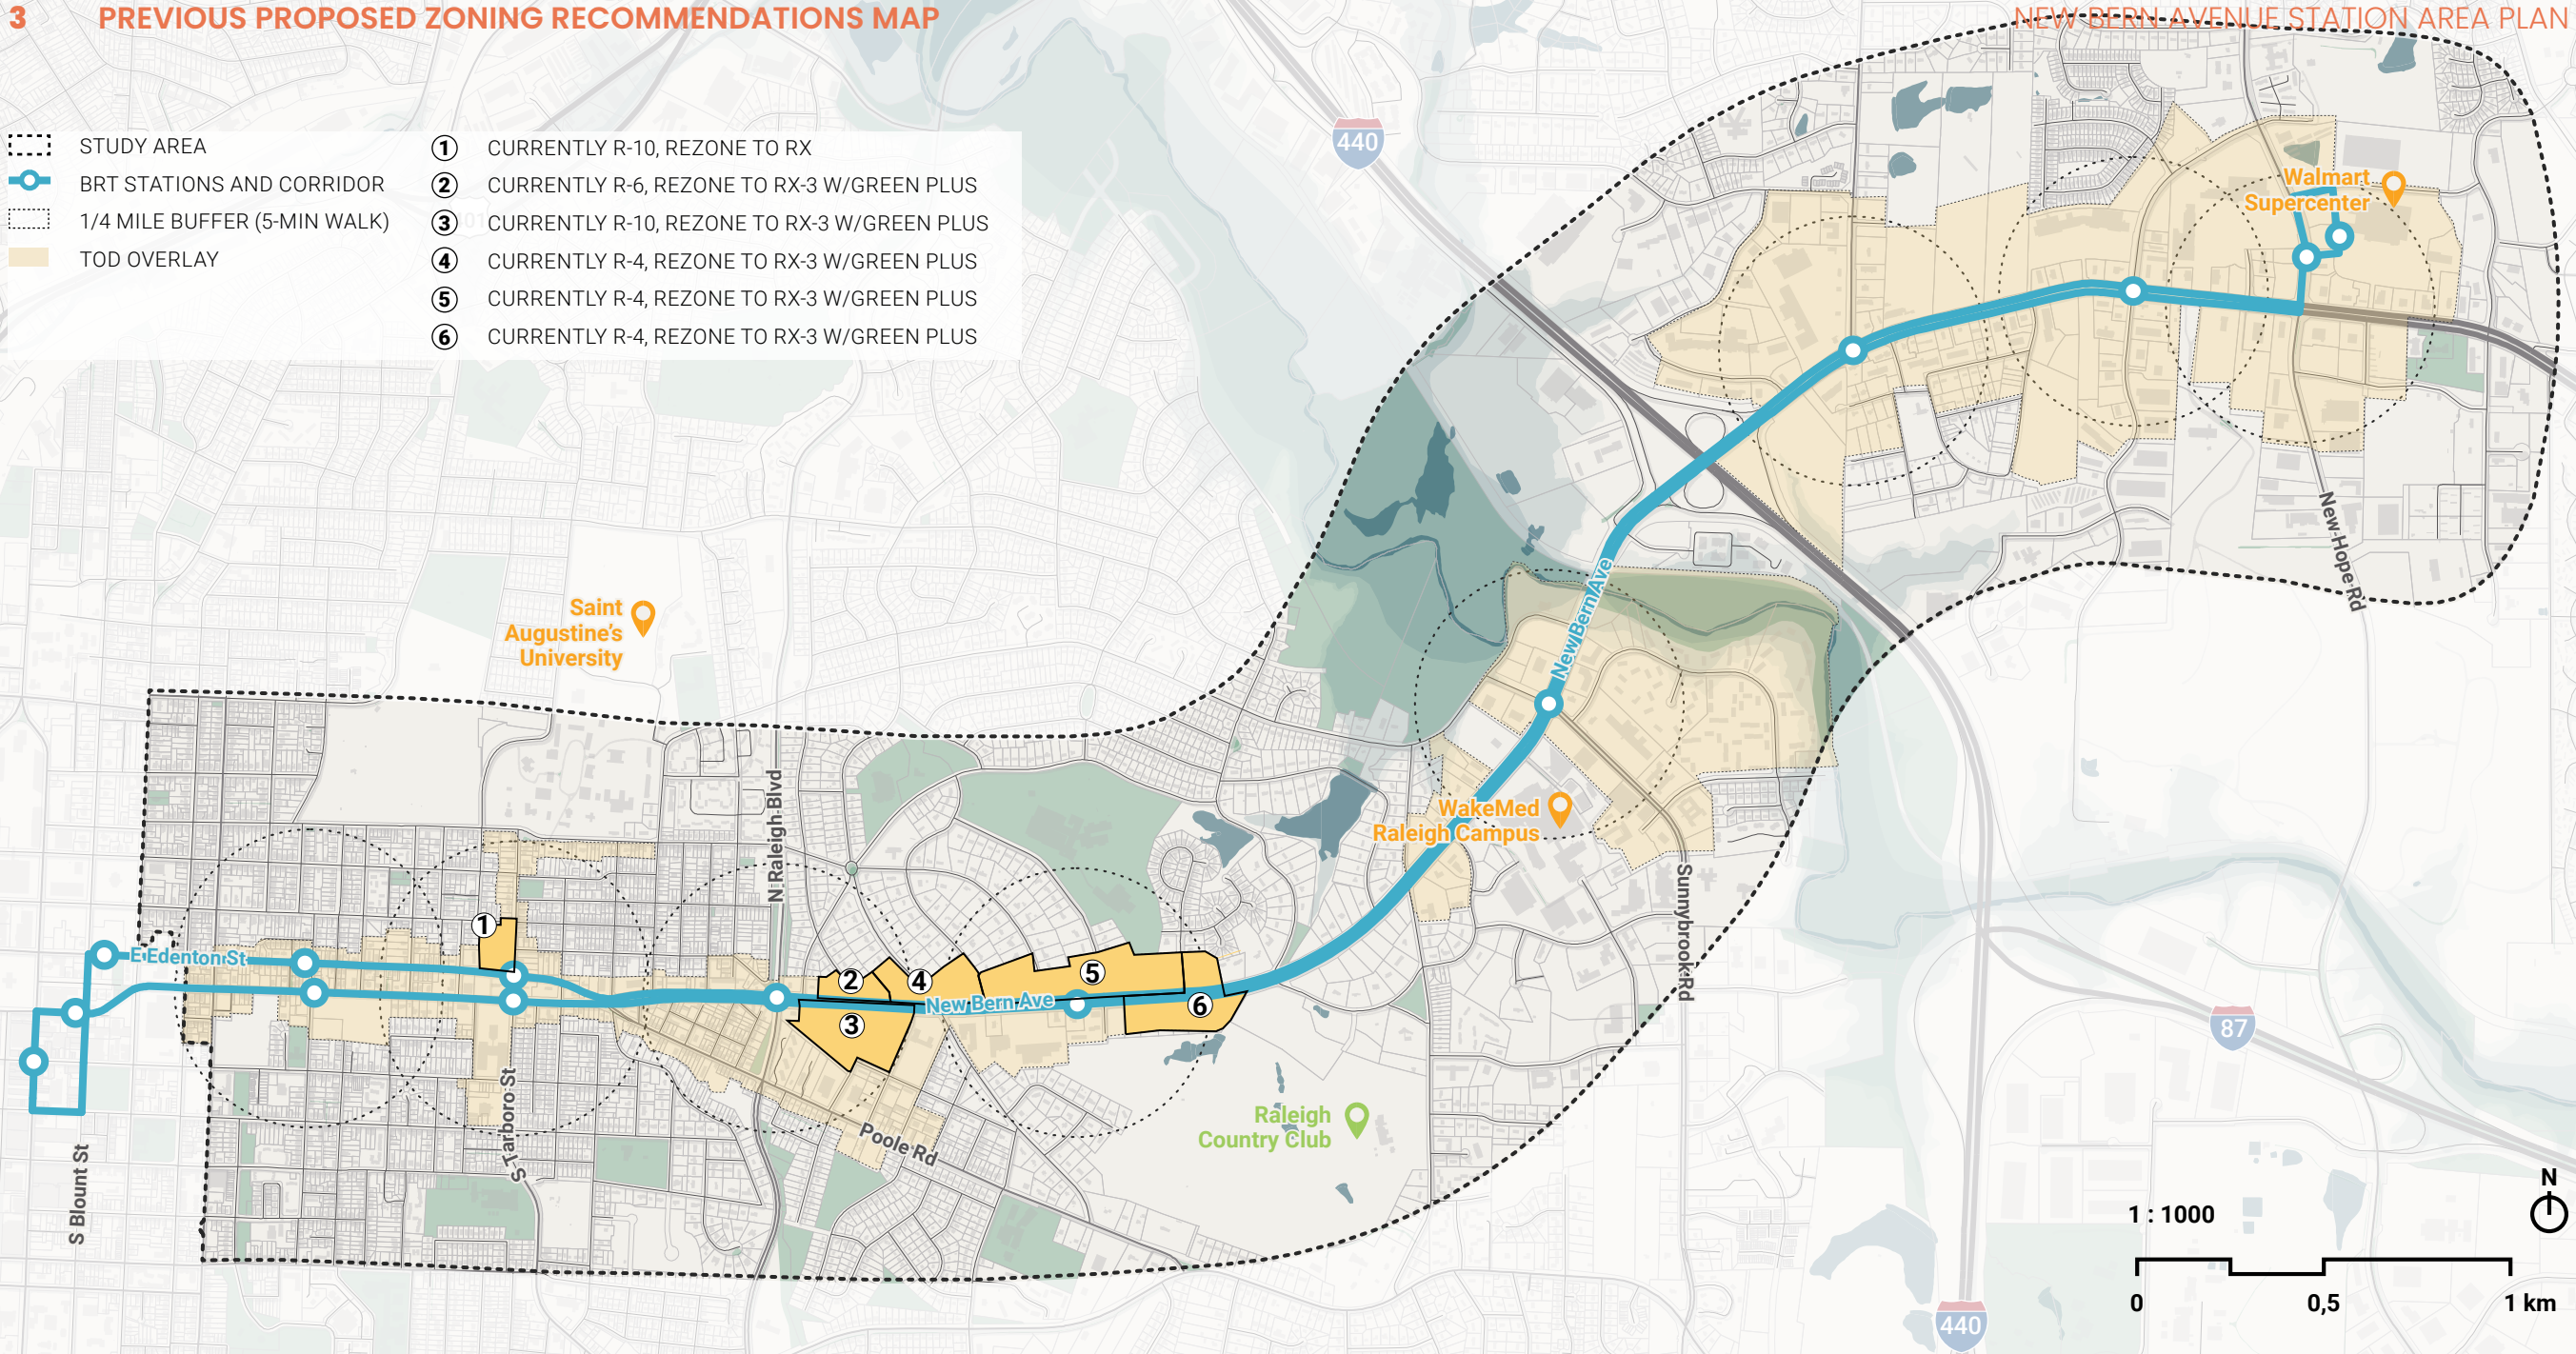 3 PREVIOUS PROPOSED ZONING RECOMMENDATIONS MAP
NEW BERN AVENUE STATION AREA PLAN
STUDY AREA
BRT STATIONS AND CORRIDOR
1/4 MILE BUFFER (5-MIN WALK)
TOD OVERLAY
1 CURRENTLY R-10, REZONE TO RX
2 CURRENTLY R-6, REZONE TO RX-3 W/GREEN PLUS
3 CURRENTLY R-10, REZONE TO RX-3 W/GREEN PLUS
4 CURRENTLY R-4, REZONE TO RX-3 W/GREEN PLUS
5 CURRENTLY R-4, REZONE TO RX-3 W/GREEN PLUS
6 CURRENTLY R-4, REZONE TO RX-3 W/GREEN PLUS
440
Walmart
Supercenter
New Hope Rd
Saint
Augustine's
University
New Bern Ave
N Raleigh Blvd
WakeMed
Raleigh Campus
Sunnybrook Rd
1
E Edenton St
2
4
5
New Bern Ave
6
3
87
S Tarboro St
Poole Rd
Raleigh
Country Club
S Blount St
N
1 : 1000
0
0,5
1 km
440